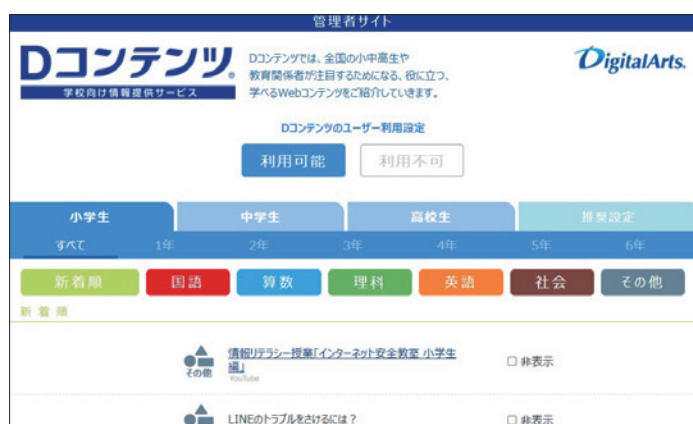 管理者サイト
Dコンテンツ®
学校向け情報提供サービス
Dコンテンツでは、全国の小中高生や
教育関係者が注目するためになる、役に立つ、
学べるWebコンテンツをご紹介していきます。
DigitalArts.
Dコンテンツのユーザー利用設定
利用可能 利用不可
小学生 中学生 高校生 推奨設定
すべて 1年 2年 3年 4年 5年 6年
新着順 国語 算数 理科 英語 社会 その他
新着順
その他 情報リテラシー授業「インターネット安全教室 小学生 非表示
編」
YouTube
LINEのトラブルをさけるには？ 非表示